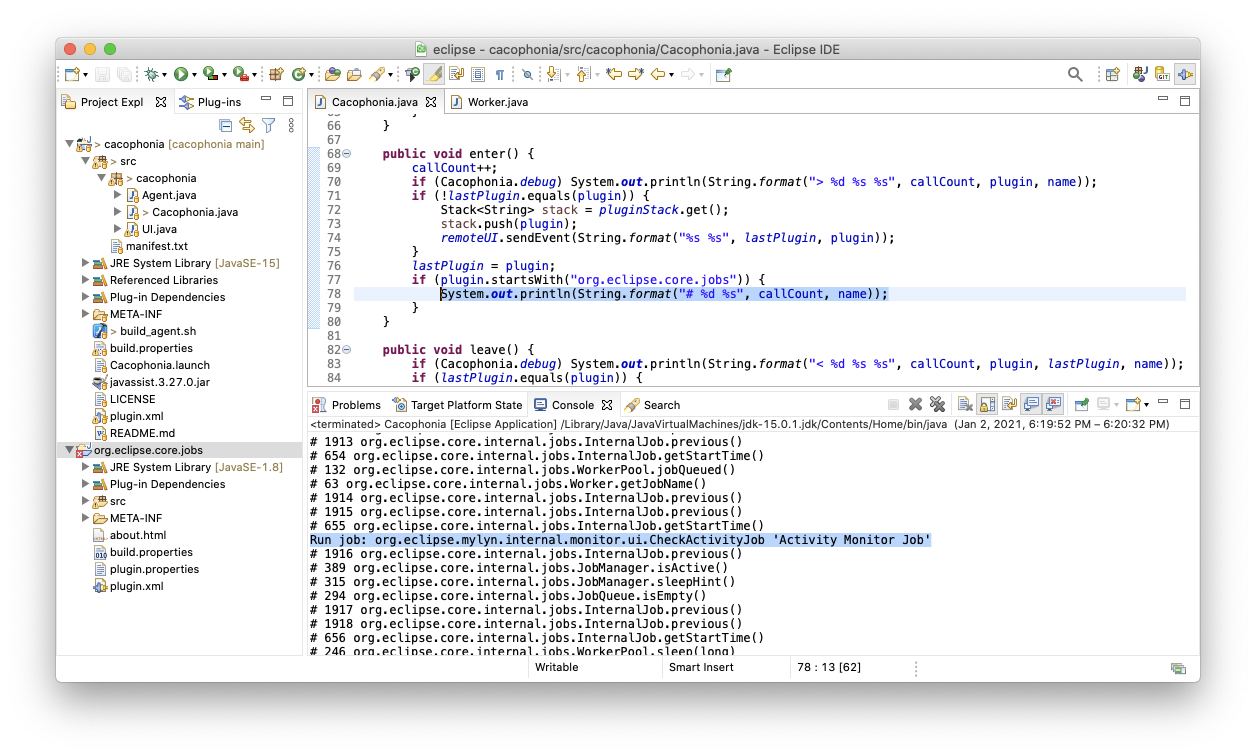 eclipse - cacophonia/src/cacophonia/Cacophonia.java - Eclipse IDE
Project Expl
Plug-ins
> cacophonia [cacophonia main]
> src
> cacophonia
Agent.java
> Cacophonia.java
UI.java
manifest.txt
JRE System Library [JavaSE-15]
Referenced Libraries
Plug-in Dependencies
META-INF
> build_agent.sh
build.properties
Cacophonia.launch
javassist.3.27.0.jar
LICENSE
plugin.xml
README.md
org.eclipse.core.jobs
JRE System Library [JavaSE-1.8]
Plug-in Dependencies
src
META-INF
about.html
build.properties
plugin.properties
plugin.xml
Cacophonia.java
Worker.java
65 }
66 }
67
68 public void enter() {
69 callCount++;
70 if (Cacophonia.debug) System.out.println(String.format("> %d %s %s", callCount, plugin, name));
71 if (!lastPlugin.equals(plugin)) {
72 Stack<String> stack = pluginStack.get();
73 stack.push(plugin);
74 remoteUI.sendEvent(String.format("%s %s", lastPlugin, plugin));
75 }
76 lastPlugin = plugin;
77 if (plugin.startsWith("org.eclipse.core.jobs")) {
78 System.out.println(String.format("# %d %s", callCount, name));
79 }
80 }
81
82 public void leave() {
83 if (Cacophonia.debug) System.out.println(String.format("< %d %s %s", callCount, plugin, lastPlugin, name));
84 if (lastPlugin.equals(plugin)) {
Problems
Target Platform State
Console
Search
<terminated> Cacophonia [Eclipse Application] /Library/Java/JavaVirtualMachines/jdk-15.0.1.jdk/Contents/Home/bin/java (Jan 2, 2021, 6:19:52 PM – 6:20:32 PM)
# 1913 org.eclipse.core.internal.jobs.InternalJob.previous()
# 654 org.eclipse.core.internal.jobs.InternalJob.getStartTime()
# 132 org.eclipse.core.internal.jobs.WorkerPool.jobQueued()
# 63 org.eclipse.core.internal.jobs.Worker.getJobName()
# 1914 org.eclipse.core.internal.jobs.InternalJob.previous()
# 1915 org.eclipse.core.internal.jobs.InternalJob.previous()
# 655 org.eclipse.core.internal.jobs.InternalJob.getStartTime()
Run job: org.eclipse.mylyn.internal.monitor.ui.CheckActivityJob 'Activity Monitor Job'
# 1916 org.eclipse.core.internal.jobs.InternalJob.previous()
# 389 org.eclipse.core.internal.jobs.JobManager.isActive()
# 315 org.eclipse.core.internal.jobs.JobManager.sleepHint()
# 294 org.eclipse.core.internal.jobs.JobQueue.isEmpty()
# 1917 org.eclipse.core.internal.jobs.InternalJob.previous()
# 1918 org.eclipse.core.internal.jobs.InternalJob.previous()
# 656 org.eclipse.core.internal.jobs.InternalJob.getStartTime()
# 246 org.eclipse.core.internal.jobs.WorkerPool.sleep(long)
Writable
Smart Insert
78 : 13 [62]